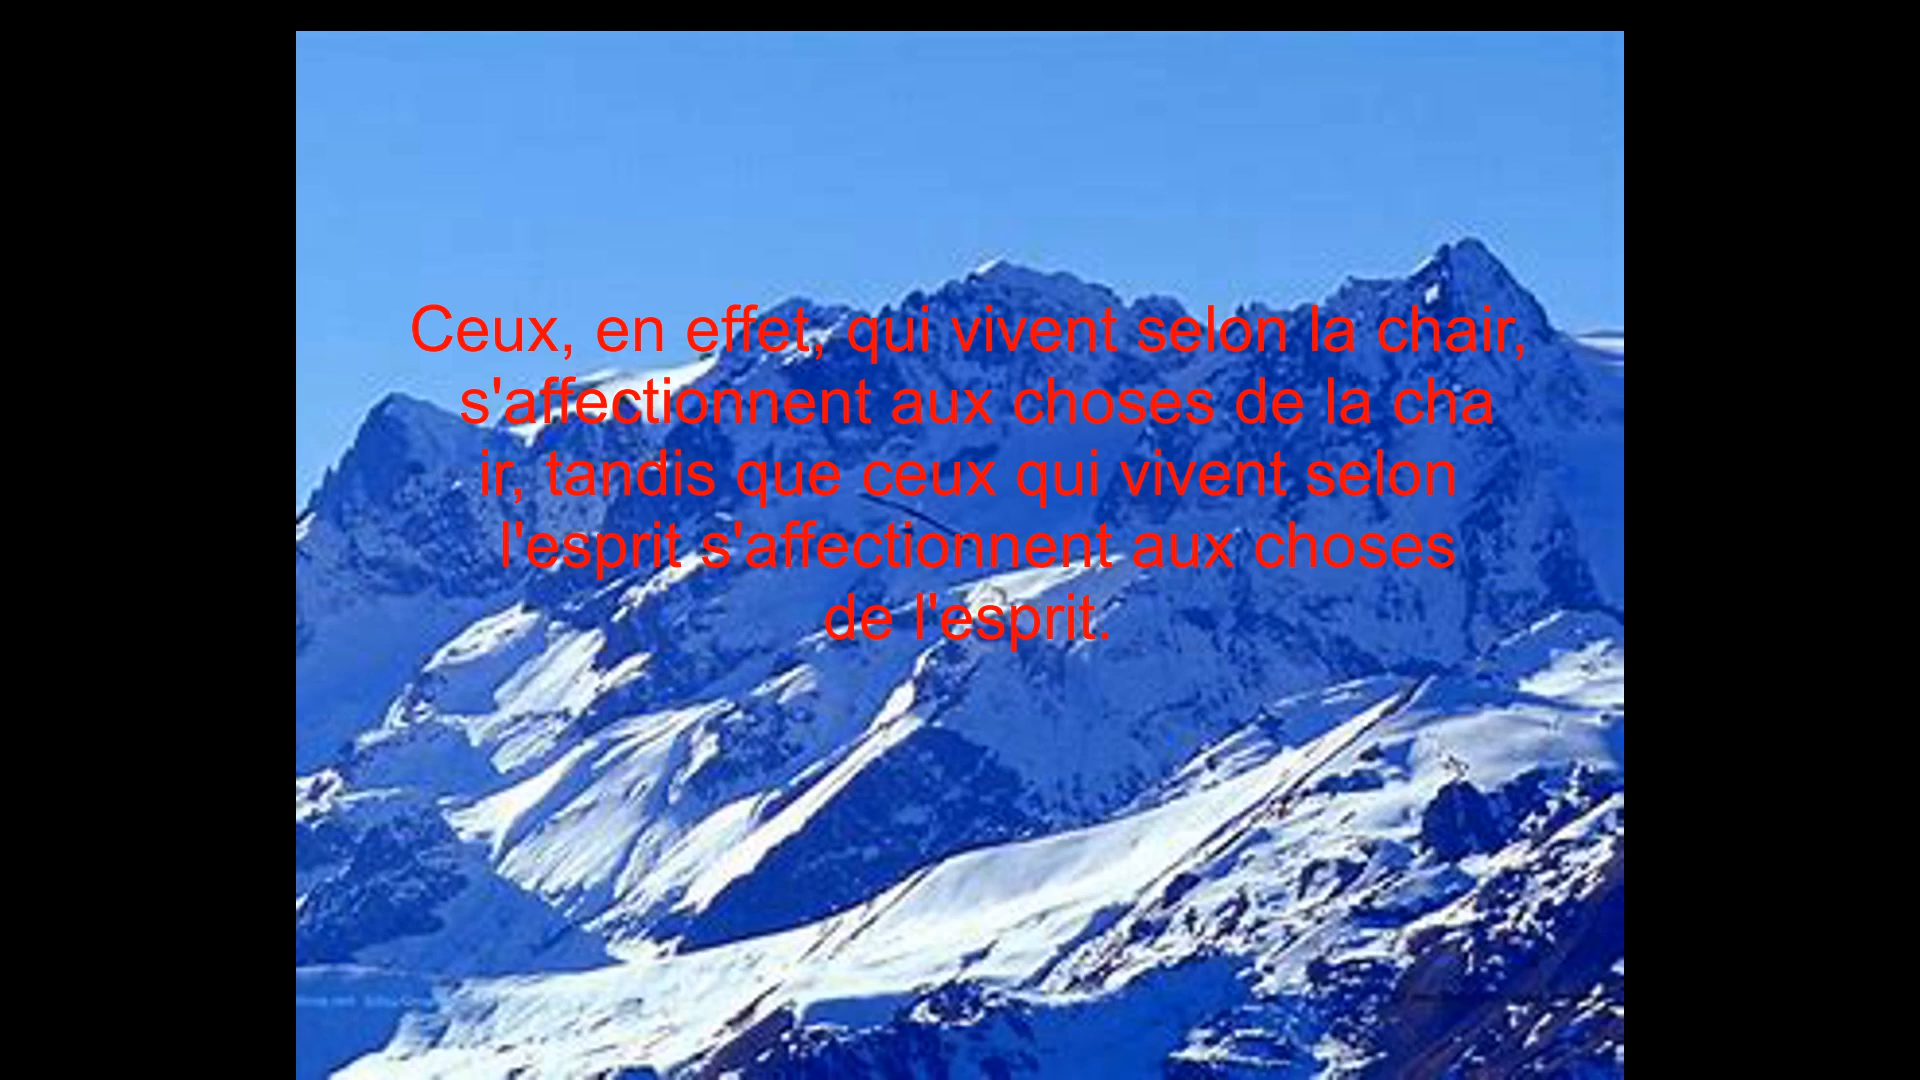 Ceux, en effet, qui vivent selon la chair,
s'affectionnent aux choses de la cha
ir, tandis que ceux qui vivent selon
l'esprit s'affectionnent aux choses
de l'esprit.